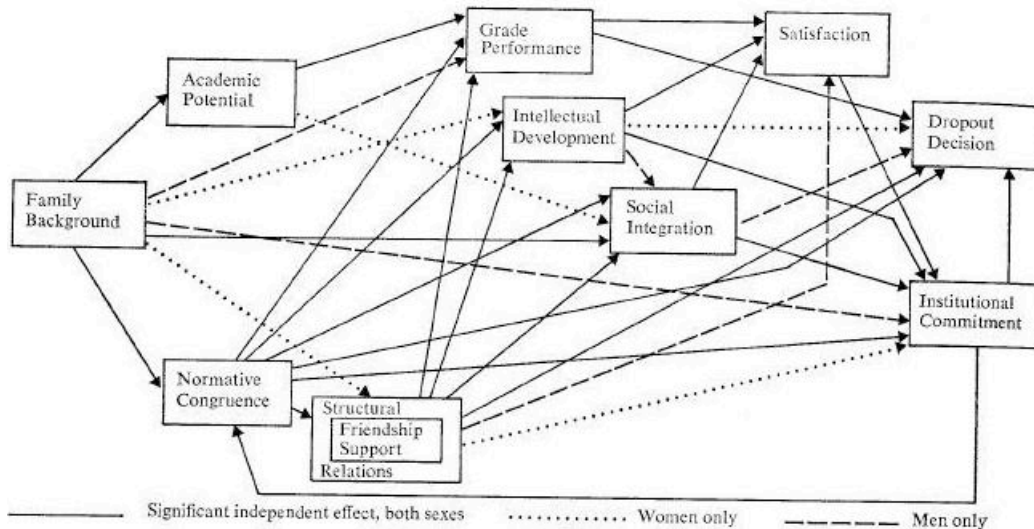 Grade
Performance
Satisfaction
Academic
Potential
Intellectual
Development
Dropout
Decision
Family
Background
Social
Integration
Institutional
Commitment
Normative
Congruence
Structural
Friendship
Support
Relations
Significant independent effect, both sexes
Women only
Men only